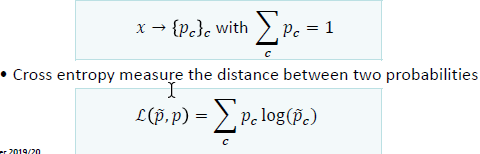 x → {p_c}_c with ∑_c p_c = 1
• Cross entropy measure the distance between two probabilities
ℒ(p̃, p) = ∑_c p_c log(p̃_c)
er 2019/20